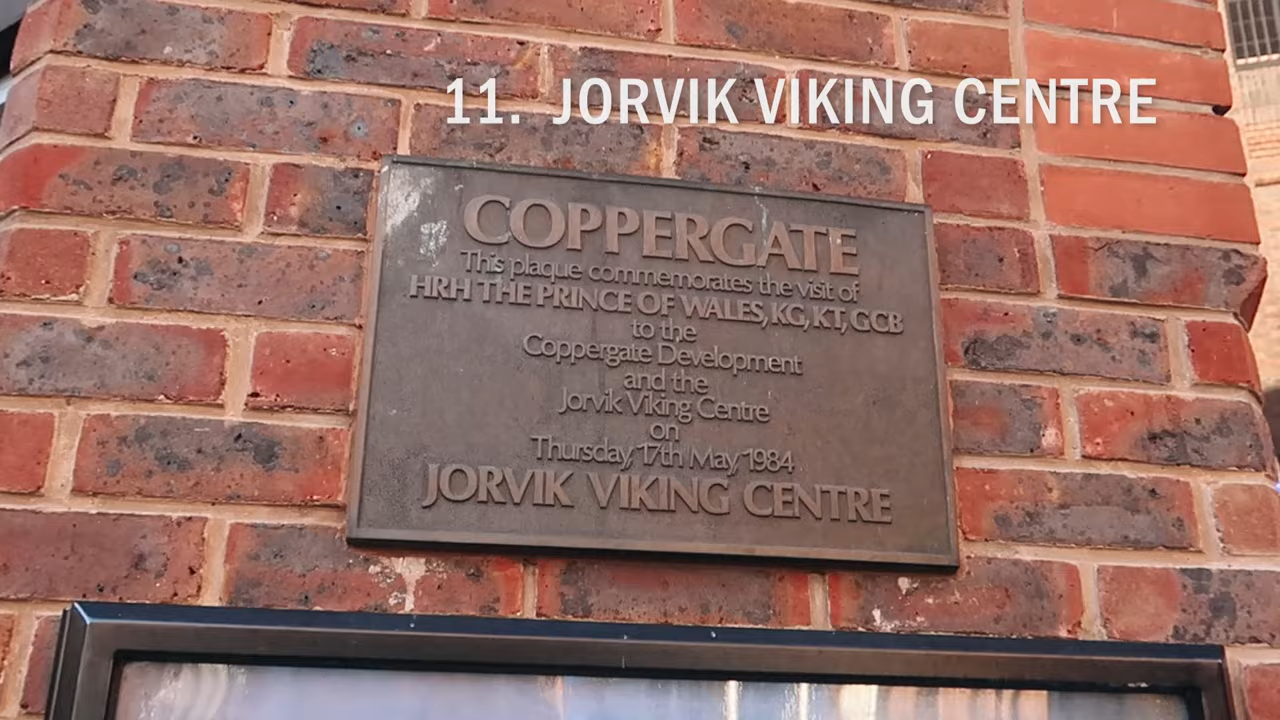 11. JORVIK VIKING CENTRE
COPPERGATE
This plaque commemorates the visit of
HRH THE PRINCE OF WALES, KG, KT, GCB
to the
Coppergate Development
and the
Jorvik Viking Centre
on
Thursday, 17th May, 1984
JORVIK VIKING CENTRE